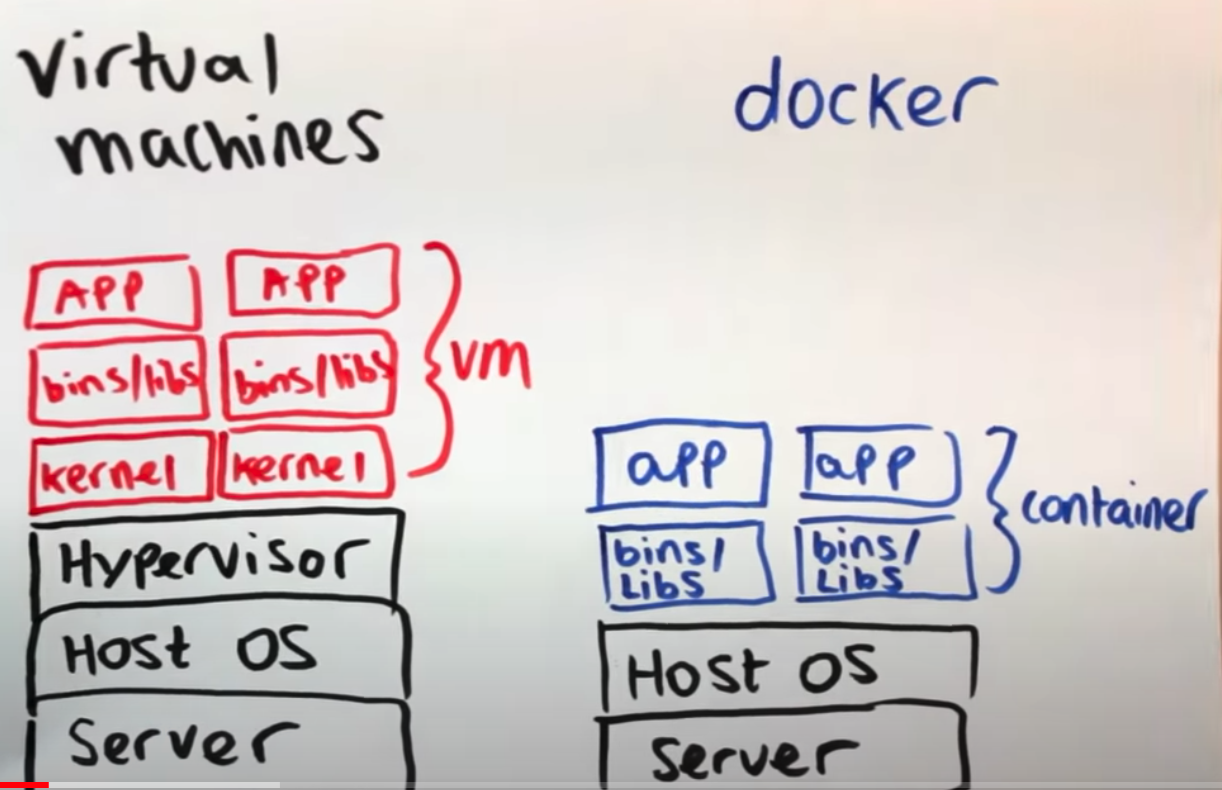 Virtual
machines
APP
APP
bins/libs
bins/libs
kernel
kernel
vm
Hypervisor
Host OS
Server
docker
app
app
bins/
Libs
bins/
Libs
container
Host OS
server